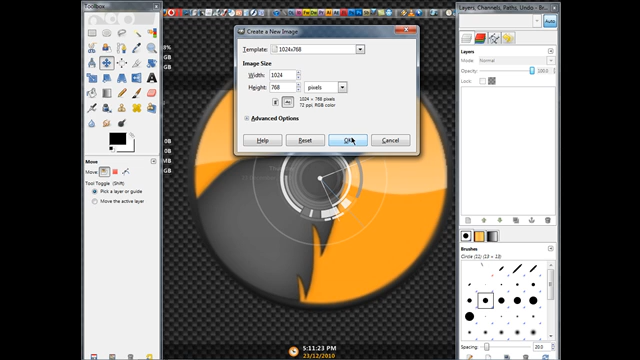 Toolbox
Layers, Channels, Paths, Undo - Br...
Create a New Image
Template:
1024x768
Image Size
Width:
1024
Height:
768
pixels
1024 × 768 pixels
72 ppi, RGB color
Advanced Options
Help
Reset
OK
Cancel
Auto
Layers
Mode:
Normal
Opacity:
100.0
Lock:
Move
Move:
Tool Toggle (Shift)
Pick a layer or guide
Move the active layer
Brushes
Circle (11) (13 × 13)
Spacing:
20.0
5:11:23 PM
23/12/2010